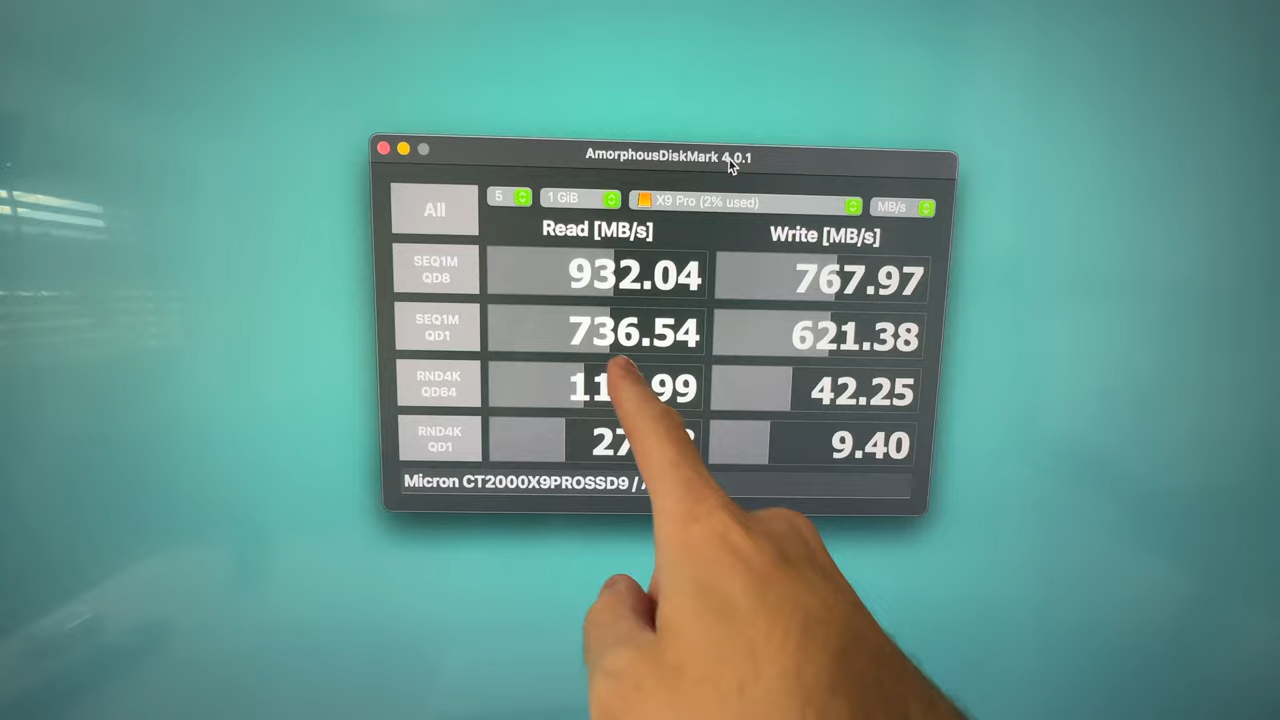 AmorphousDiskMark 4.0.1
All 5 1 GiB X9 Pro (2% used) MB/s
Read [MB/s] Write [MB/s]
SEQ1M QD8 932.04 767.97
SEQ1M QD1 736.54 621.38
RND4K QD64 42.25
RND4K QD1 9.40
Micron CT2000X9PROSSD9 /